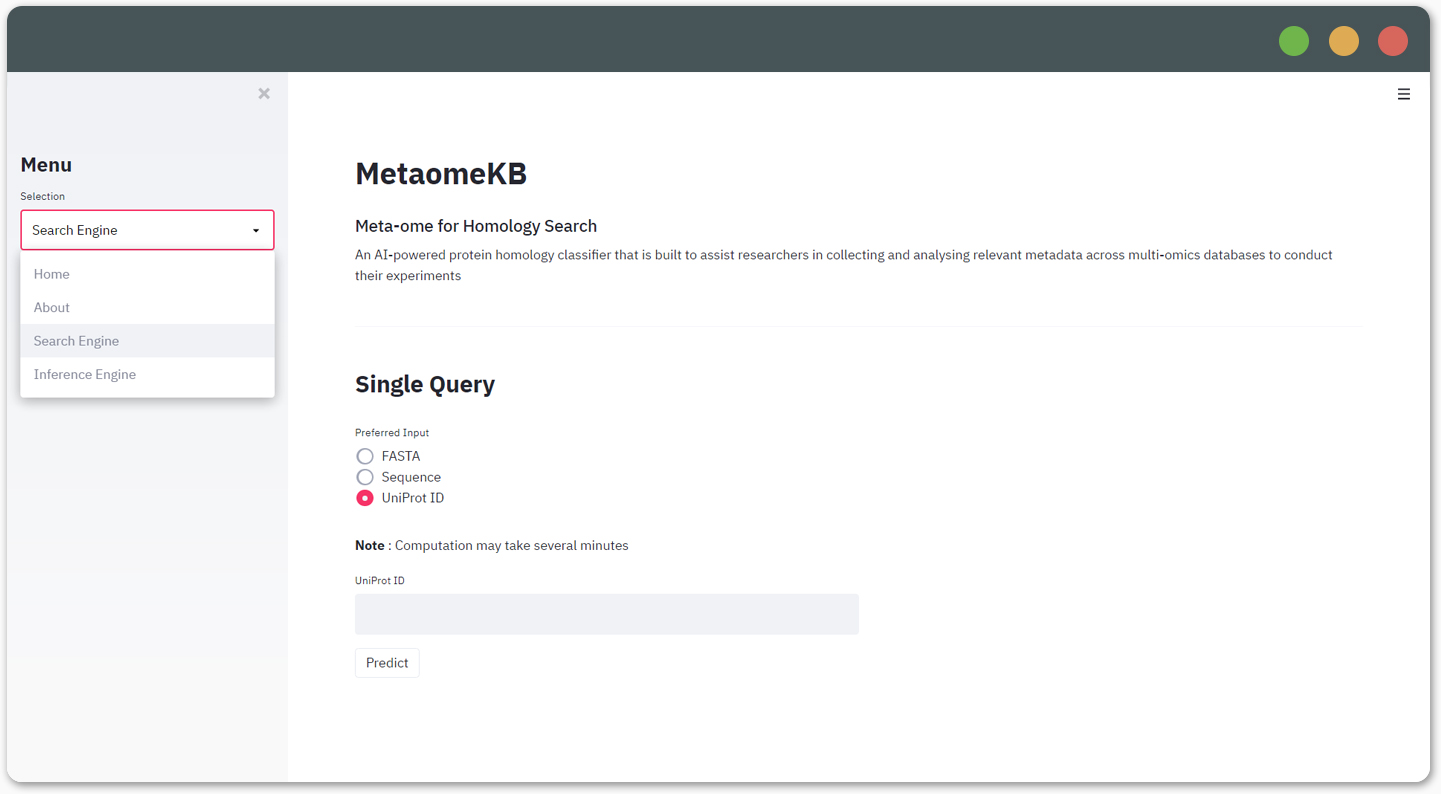 Menu
Selection
Search Engine
Home
About
Search Engine
Inference Engine
MetaomeKB
Meta-ome for Homology Search
An AI-powered protein homology classifier that is built to assist researchers in collecting and analysing relevant metadata across multi-omics databases to conduct
their experiments
Single Query
Preferred Input
FASTA
Sequence
UniProt ID
Note : Computation may take several minutes
UniProt ID
Predict